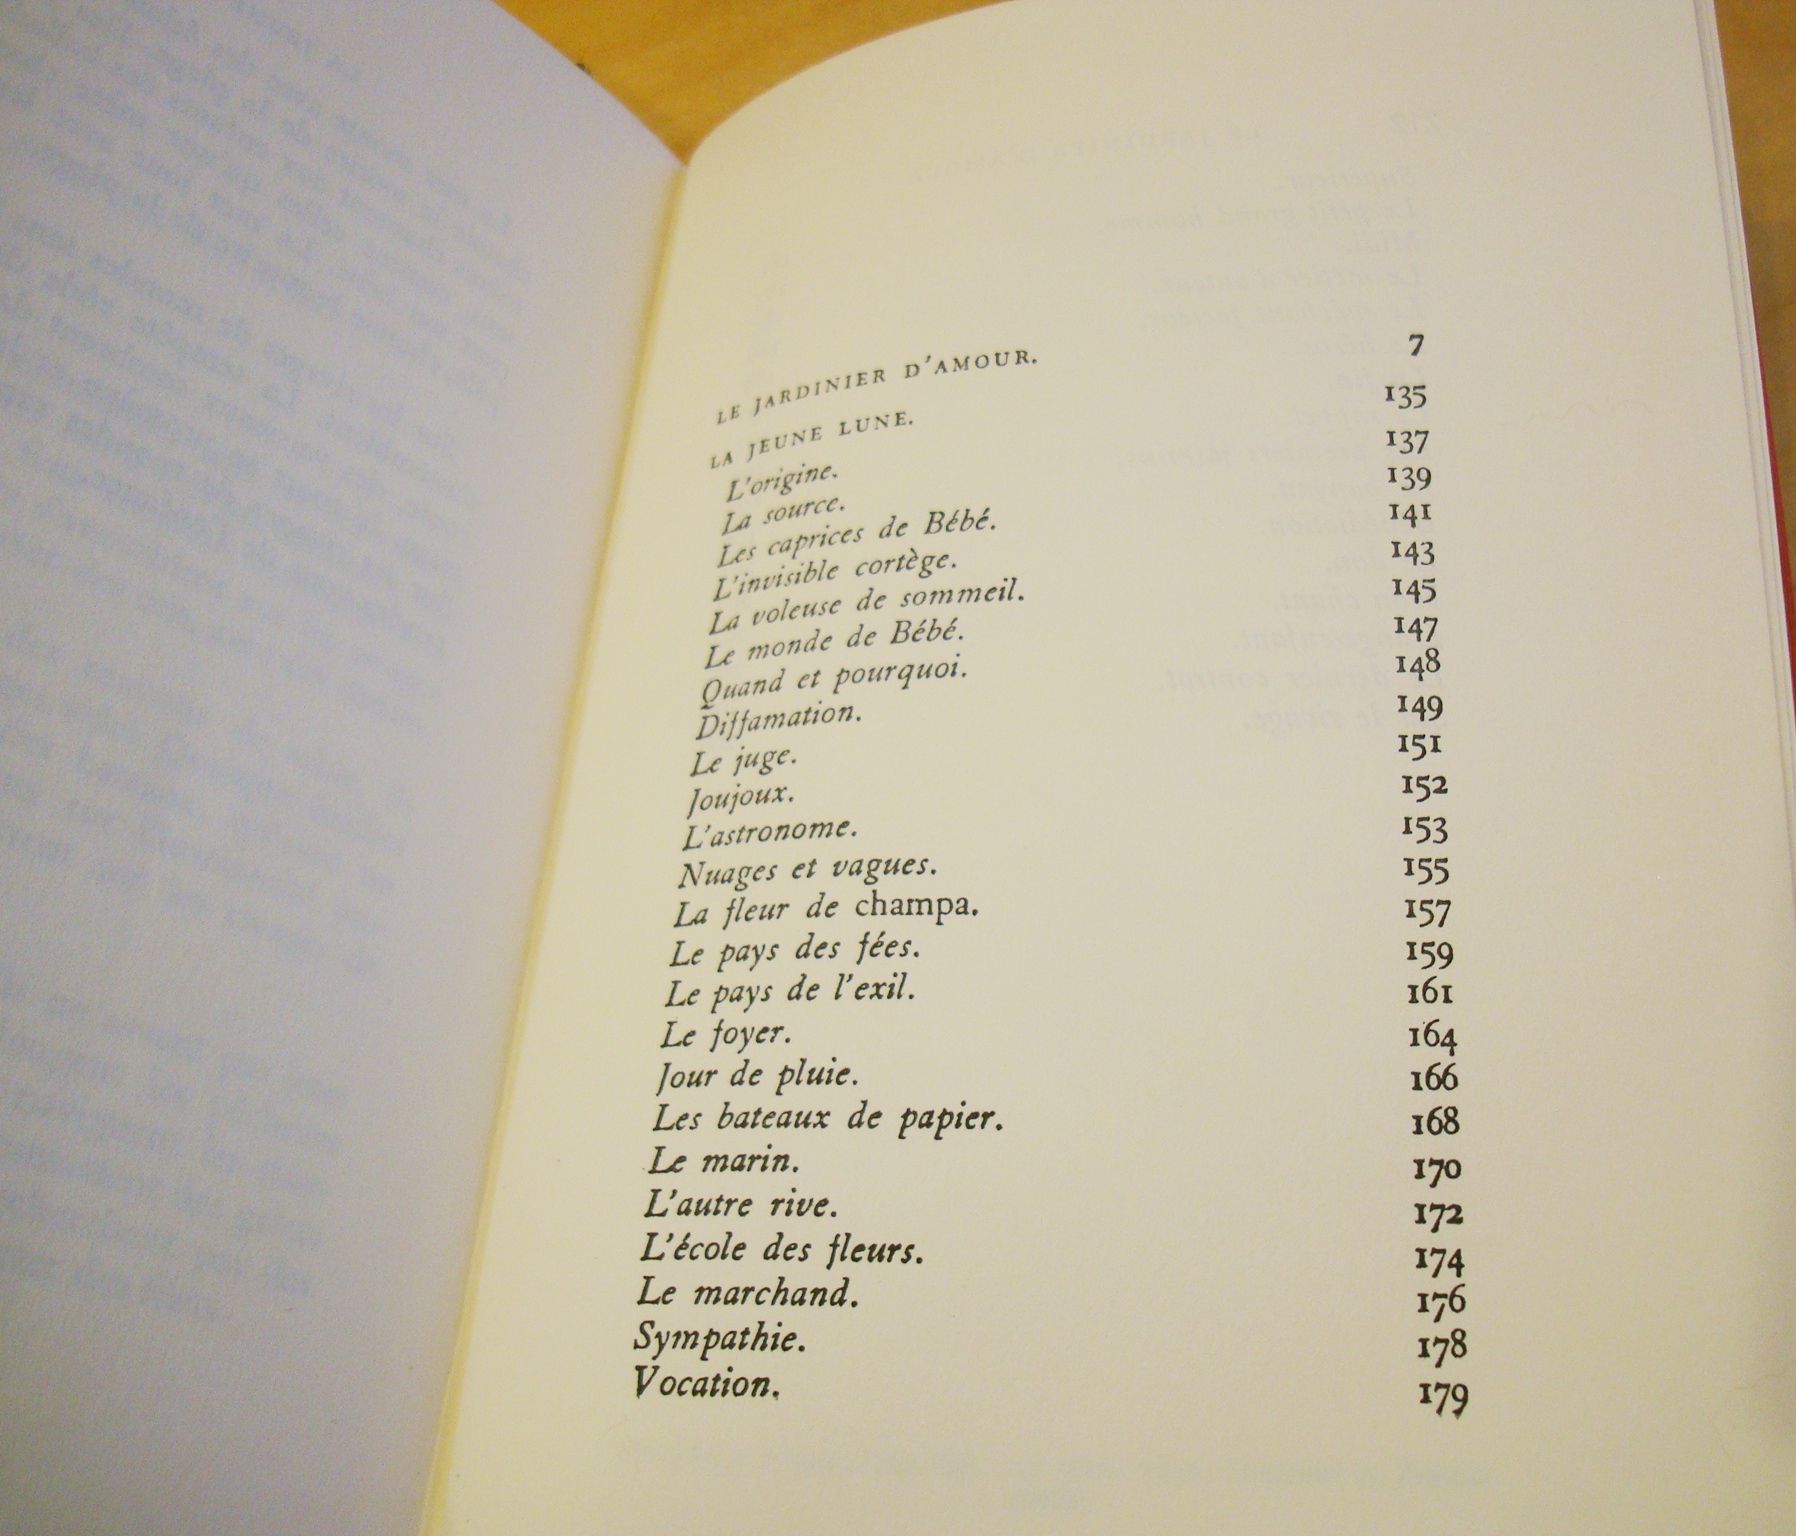 LE JARDINIER D'AMOUR. 7
LA JEUNE LUNE. 135
L'origine. 137
La source. 139
Les caprices de Bébé. 141
L'invisible cortège. 143
La voleuse de sommeil. 145
Le monde de Bébé. 147
Quand et pourquoi. 148
Diffamation. 149
Le juge. 151
Joujoux. 152
L'astronome. 153
Nuages et vagues. 155
La fleur de champa. 157
Le pays des fées. 159
Le pays de l'exil. 161
Le foyer. 164
Jour de pluie. 166
Les bateaux de papier. 168
Le marin. 170
L'autre rive. 172
L'école des fleurs. 174
Le marchand. 176
Sympathie. 178
Vocation. 179